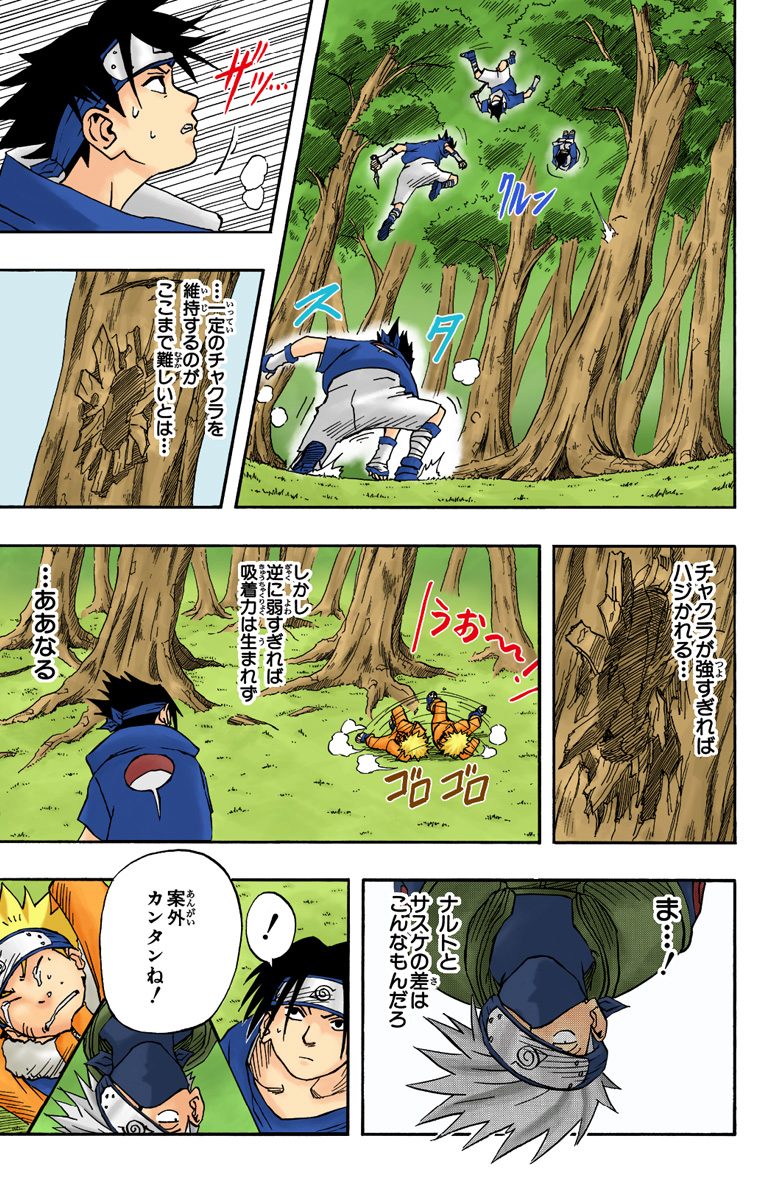 クルン
スタ
ザッ…
…一定のチャクラを
維持するのが
ここまで難しいとは…
チャクラが強すぎれば
ハジかれる…
うおー〜!
ゴロゴロ
しかし
逆に弱すぎれば
吸着力は生まれず
…ああなる
ま…!
ナルトと
サスケの差は
こんなもんだろ
!
案外
カンタンね!